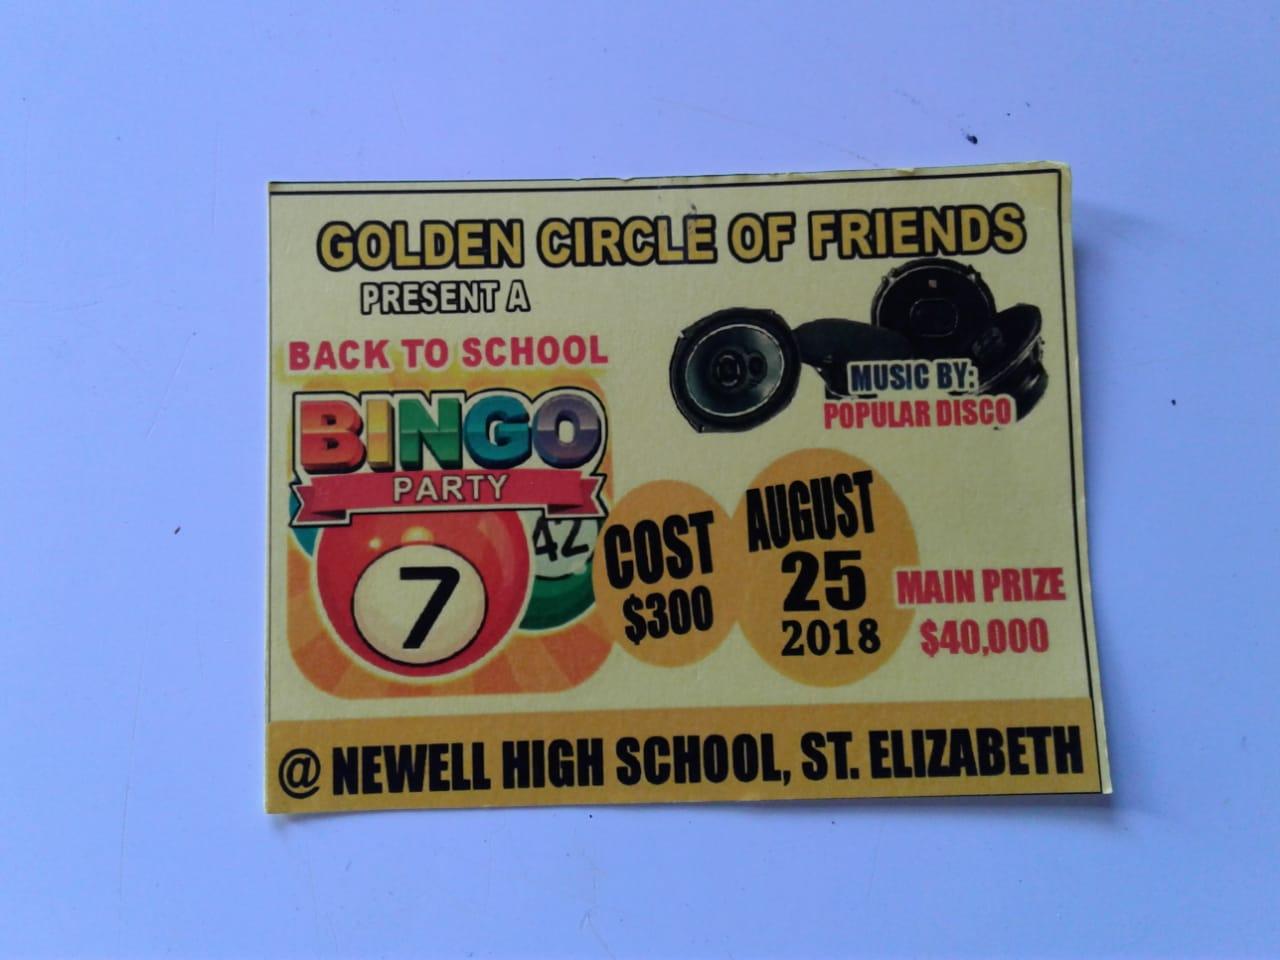 GOLDEN CIRCLE OF FRIENDS
PRESENT A
BACK TO SCHOOL
BINGO
PARTY
7
42
MUSIC BY:
POPULAR DISCO
COST
$300
AUGUST
25
2018
MAIN PRIZE
$40,000
@ NEWELL HIGH SCHOOL, ST. ELIZABETH